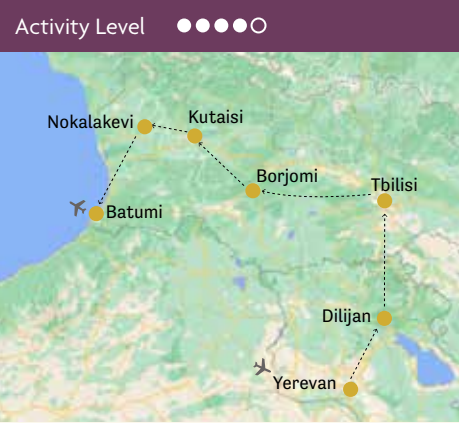 Activity Level
Kutaisi
Nokalakevi
Borjomi
Tbilisi
Batumi
Dilijan
Yerevan